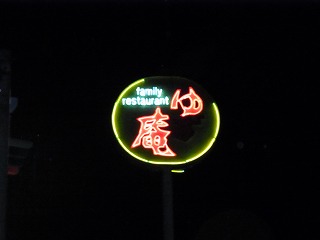 family
restaurant
ゆ
庵